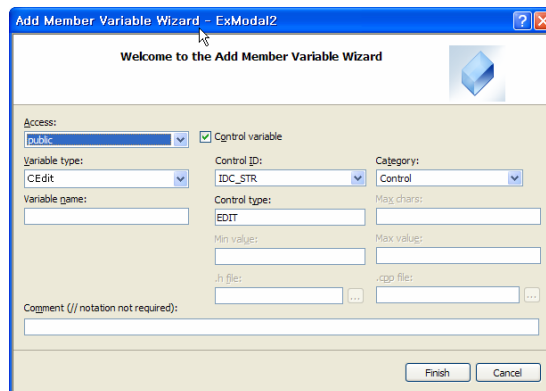 Add Member Variable Wizard - ExModal2
Welcome to the Add Member Variable Wizard
Access:
public
Control variable
Variable type:
Control ID:
Category:
CEdit
IDC_STR
Control
Variable name:
Control type:
Max chars:
EDIT
Min value:
Max value:
.h file:
.cpp file:
...
...
Comment (// notation not required):
Finish
Cancel